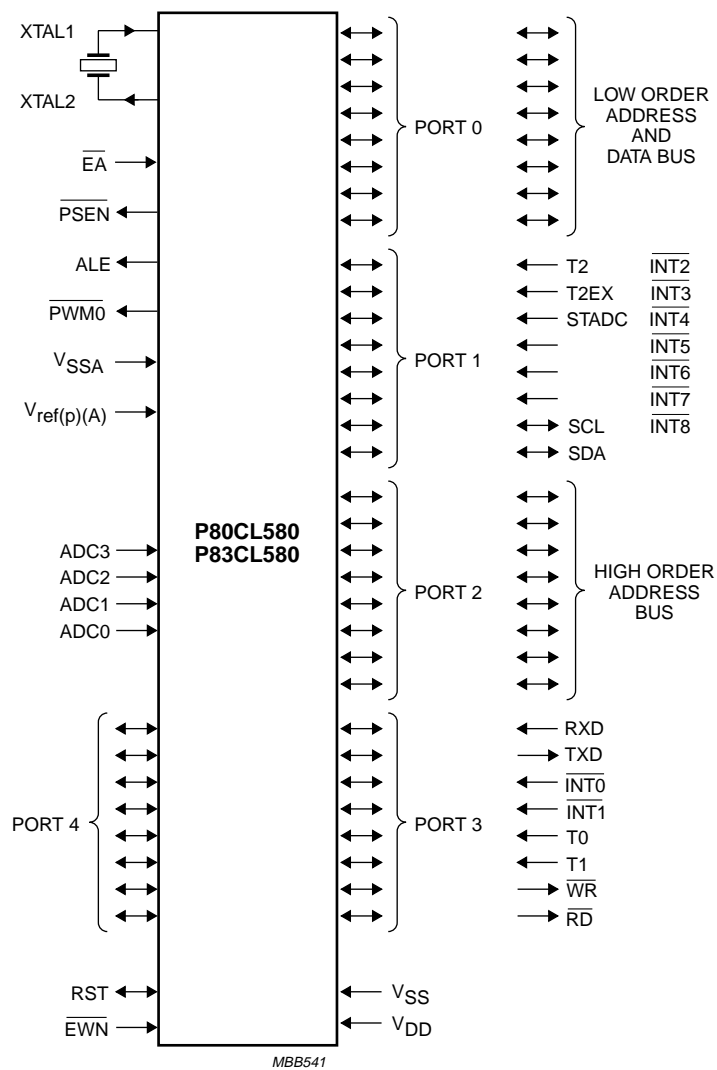 XTAL1
XTAL2
EA
PSEN
ALE
PWM0
VSSA
Vref(p)(A)
ADC3
ADC2
ADC1
ADC0
PORT 4
RST
EWN
P80CL580
P83CL580
PORT 0
PORT 1
PORT 2
PORT 3
VSS
VDD
LOW ORDER
ADDRESS
AND
DATA BUS
T2 INT2
T2EX INT3
STADC INT4
INT5
INT6
INT7
SCL INT8
SDA
HIGH ORDER
ADDRESS
BUS
RXD
TXD
INT0
INT1
T0
T1
WR
RD
MBB541